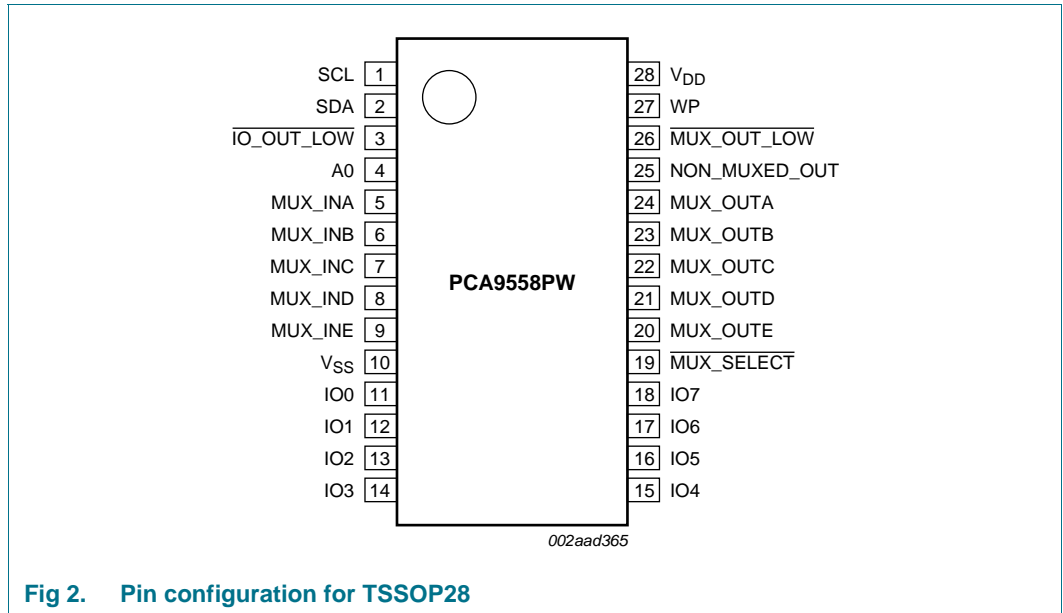 SCL 1 28 V_DD
SDA 2 27 WP
IO_OUT_LOW 3 26 MUX_OUT_LOW
A0 4 25 NON_MUXED_OUT
MUX_INA 5 24 MUX_OUTA
MUX_INB 6 23 MUX_OUTB
MUX_INC 7 22 MUX_OUTC
PCA9558PW
MUX_IND 8 21 MUX_OUTD
MUX_INE 9 20 MUX_OUTE
V_SS 10 19 MUX_SELECT
IO0 11 18 IO7
IO1 12 17 IO6
IO2 13 16 IO5
IO3 14 15 IO4
002aad365
Fig 2. Pin configuration for TSSOP28